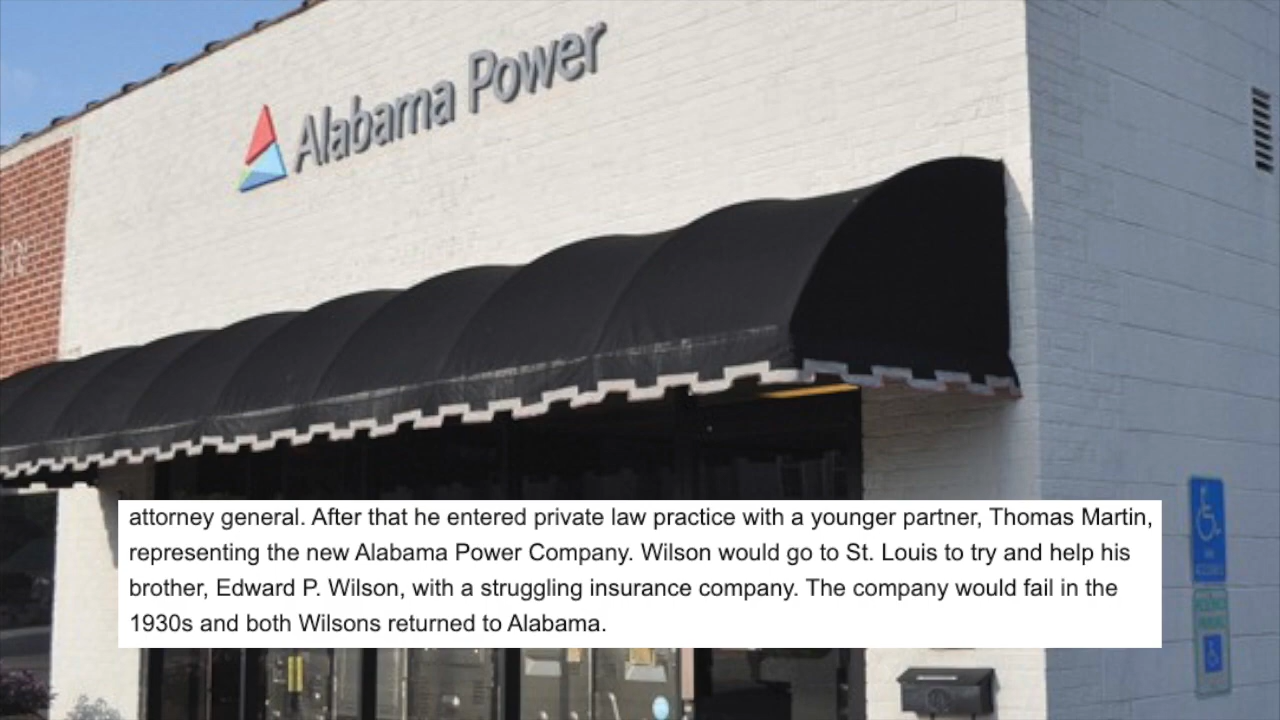 Alabama Power
attorney general. After that he entered private law practice with a younger partner, Thomas Martin,
representing the new Alabama Power Company. Wilson would go to St. Louis to try and help his
brother, Edward P. Wilson, with a struggling insurance company. The company would fail in the
1930s and both Wilsons returned to Alabama.